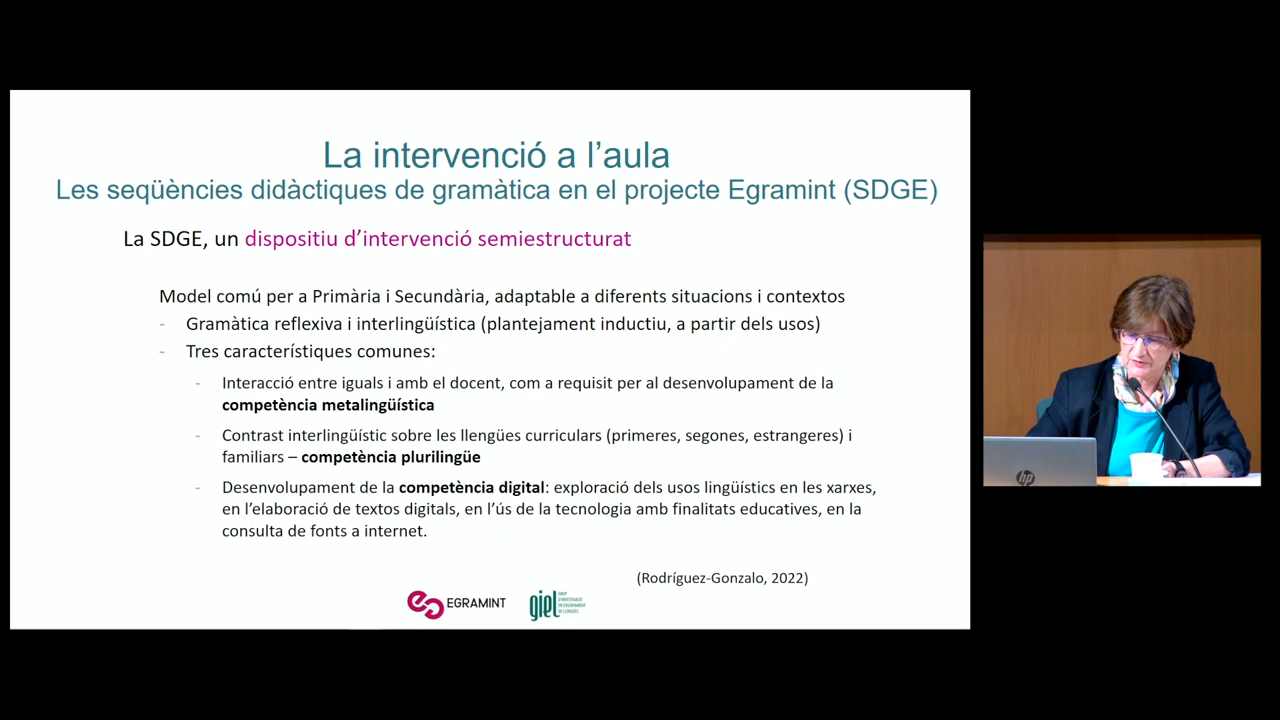 La intervenció a l’aula
Les seqüències didàctiques de gramàtica en el projecte Egramint (SDGE)
La SDGE, un dispositiu d’intervenció semiestructurat
Model comú per a Primària i Secundària, adaptable a diferents situacions i contextos
- Gramàtica reflexiva i interlingüística (plantejament inductiu, a partir dels usos)
- Tres característiques comunes:
- Interacció entre iguals i amb el docent, com a requisit per al desenvolupament de la
competència metalingüística
- Contrast interlingüístic sobre les llengües curriculars (primeres, segones, estrangeres) i
familiars – competència plurilingüe
- Desenvolupament de la competència digital: exploració dels usos lingüístics en les xarxes,
en l’elaboració de textos digitals, en l’ús de la tecnologia amb finalitats educatives, en la
consulta de fonts a internet.
(Rodríguez-Gonzalo, 2022)
EGRAMINT
giel
GRUP
D'INVESTIGACIÓ
EN ENSENYAMENT
DE LLENGÜES
hp